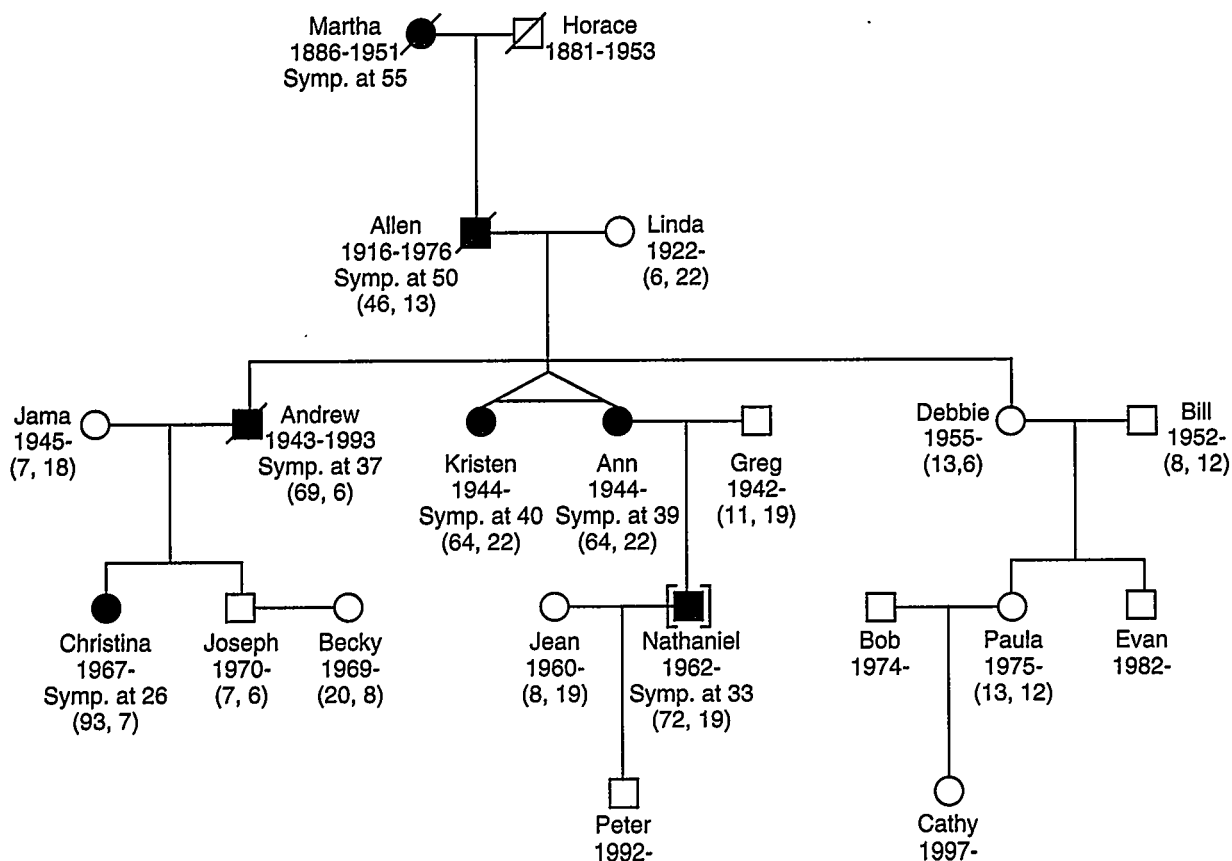 Martha
1886-1951
Symp. at 55
Horace
1881-1953
Allen
1916-1976
Symp. at 50
(46, 13)
Linda
1922-
(6, 22)
Jama
1945-
(7, 18)
Andrew
1943-1993
Symp. at 37
(69, 6)
Kristen
1944-
Symp. at 40
(64, 22)
Ann
1944-
Symp. at 39
(64, 22)
Greg
1942-
(11, 19)
Debbie
1955-
(13,6)
Bill
1952-
(8, 12)
Christina
1967-
Symp. at 26
(93, 7)
Joseph
1970-
(7, 6)
Becky
1969-
(20, 8)
Jean
1960-
(8, 19)
Nathaniel
1962-
Symp. at 33
(72, 19)
Bob
1974-
Paula
1975-
(13, 12)
Evan
1982-
Peter
1992-
Cathy
1997-